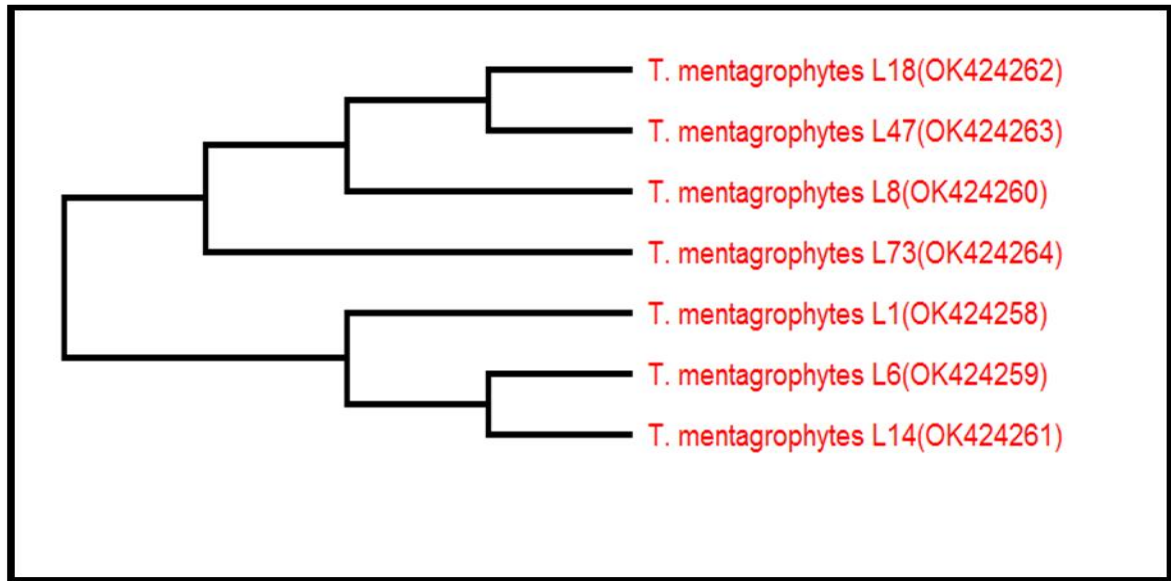 T. mentagrophytes L18(OK424262)
T. mentagrophytes L47(OK424263)
T. mentagrophytes L8(OK424260)
T. mentagrophytes L73(OK424264)
T. mentagrophytes L1(OK424258)
T. mentagrophytes L6(OK424259)
T. mentagrophytes L14(OK424261)